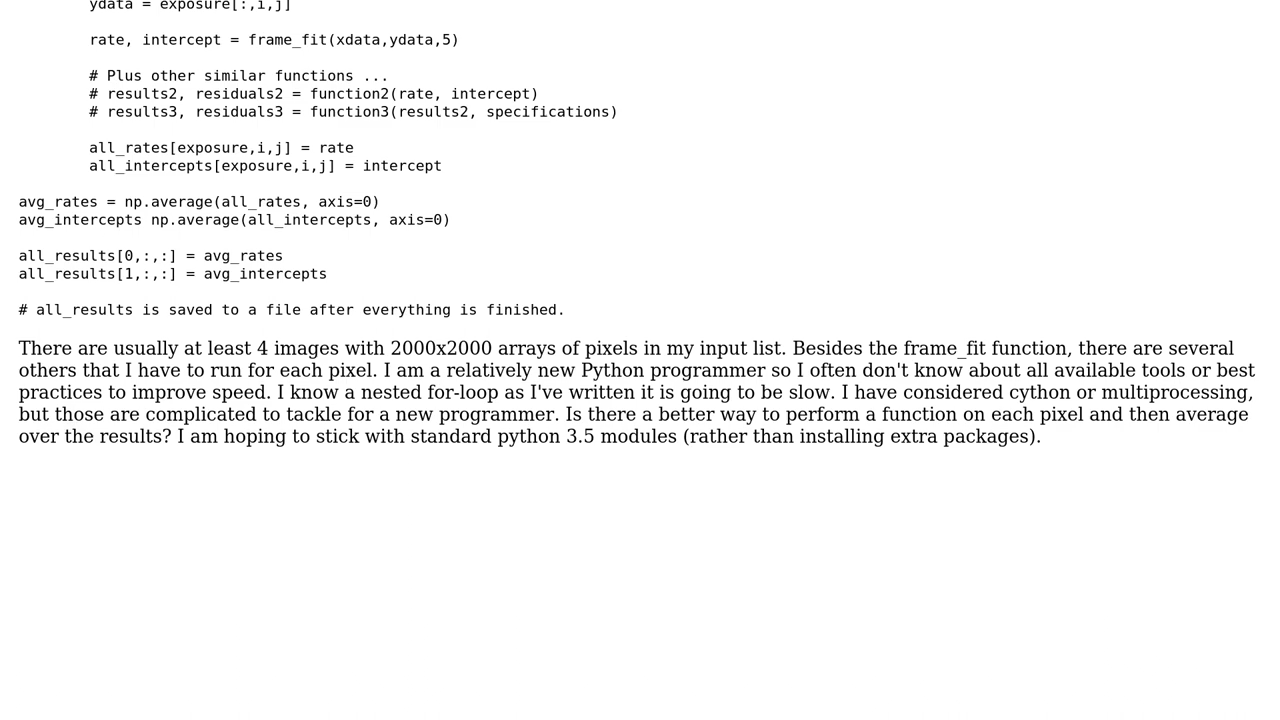 ydata = exposure[:,i,j]
rate, intercept = frame_fit(xdata,ydata,5)
# Plus other similar functions ...
# results2, residuals2 = function2(rate, intercept)
# results3, residuals3 = function3(results2, specifications)
all_rates[exposure,i,j] = rate
all_intercepts[exposure,i,j] = intercept
avg_rates = np.average(all_rates, axis=0)
avg_intercepts np.average(all_intercepts, axis=0)
all_results[0,:,:] = avg_rates
all_results[1,:,:] = avg_intercepts
# all_results is saved to a file after everything is finished.
There are usually at least 4 images with 2000x2000 arrays of pixels in my input list. Besides the frame_fit function, there are several
others that I have to run for each pixel. I am a relatively new Python programmer so I often don't know about all available tools or best
practices to improve speed. I know a nested for-loop as I've written it is going to be slow. I have considered cython or multiprocessing,
but those are complicated to tackle for a new programmer. Is there a better way to perform a function on each pixel and then average
over the results? I am hoping to stick with standard python 3.5 modules (rather than installing extra packages).